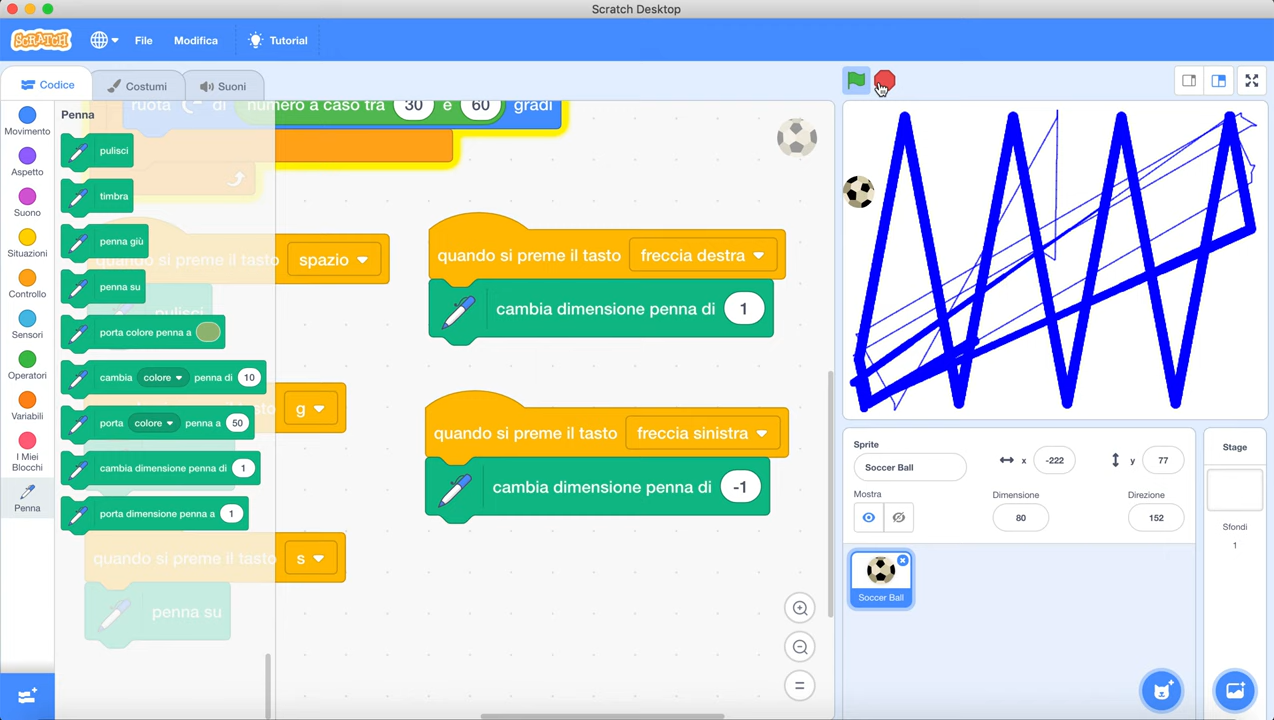 Scratch Desktop
SCRATCH
File
Modifica
Tutorial
Codice
Costumi
Suoni
Movimento
Aspetto
Suono
Situazioni
Controllo
Sensori
Operatori
Variabili
I Miei
Blocchi
Penna
Penna
pulisci
timbra
penna giù
penna su
porta colore penna a
cambia colore penna di 10
porta colore penna a 50
cambia dimensione penna di 1
porta dimensione penna a 1
ruota di numero a caso tra 30 e 60 gradi
quando si preme il tasto spazio
pulisci
g
quando si preme il tasto s
penna su
quando si preme il tasto freccia destra
cambia dimensione penna di 1
quando si preme il tasto freccia sinistra
cambia dimensione penna di -1
Sprite
Soccer Ball
x -222
y 77
Mostra
Dimensione
80
Direzione
152
Soccer Ball
Stage
Sfondi
1